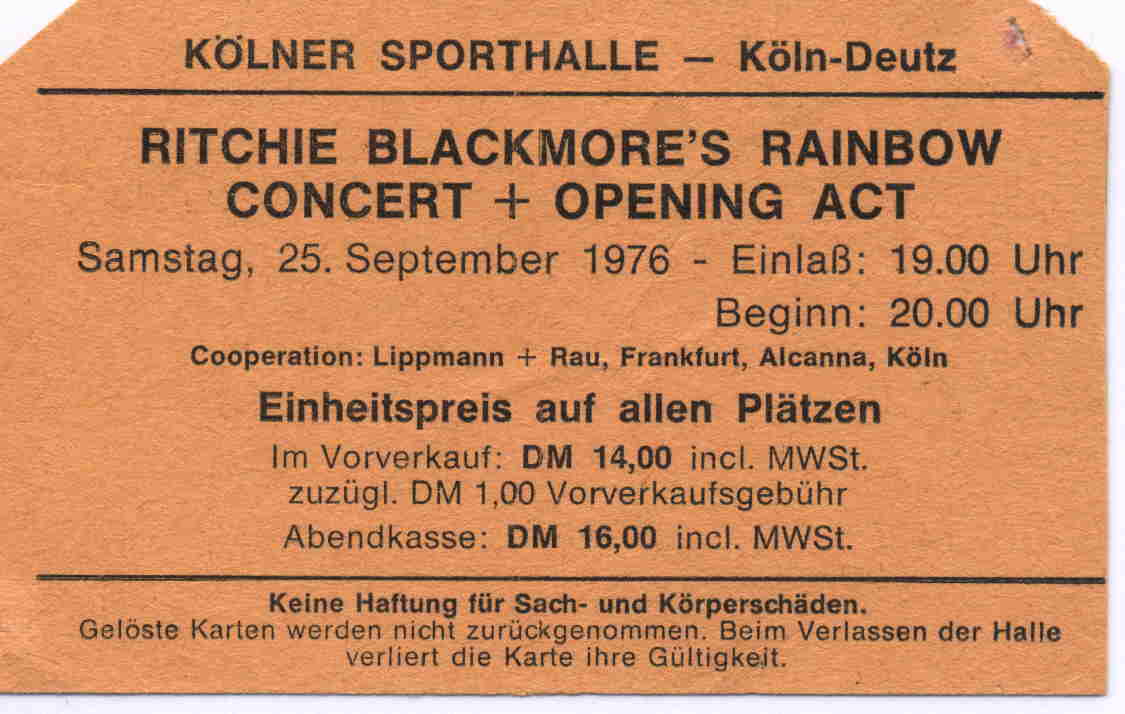 KÖLNER SPORTHALLE — Köln-Deutz
RITCHIE BLACKMORE'S RAINBOW
CONCERT + OPENING ACT
Samstag, 25. September 1976 - Einlaß: 19.00 Uhr
Beginn: 20.00 Uhr
Cooperation: Lippmann + Rau, Frankfurt, Alcanna, Köln
Einheitspreis auf allen Plätzen
Im Vorverkauf: DM 14,00 incl. MWSt.
zuzügl. DM 1,00 Vorverkaufsgebühr
Abendkasse: DM 16,00 incl. MWSt.
Keine Haftung für Sach- und Körperschäden.
Gelöste Karten werden nicht zurückgenommen. Beim Verlassen der Halle
verliert die Karte ihre Gültigkeit.